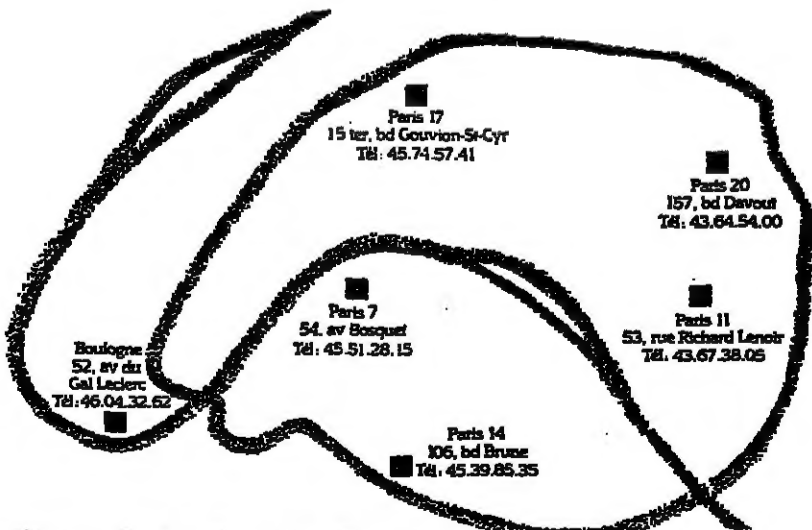 Paris 17
15 ter, bd Gouvion-St-Cyr
Tél: 45.74.57.41
Paris 20
157, bd Davout
Tél: 43.64.54.00
Paris 7
54, av Bosquet
Tél: 45.51.28.15
Paris 11
53, rue Richard Lenoir
Tél. 43.67.38.05
Boulogne
52, av du
Gal Leclerc
Tél:46.04.32.62
Paris 14
106, bd Brune
Tél: 45.39.85.35